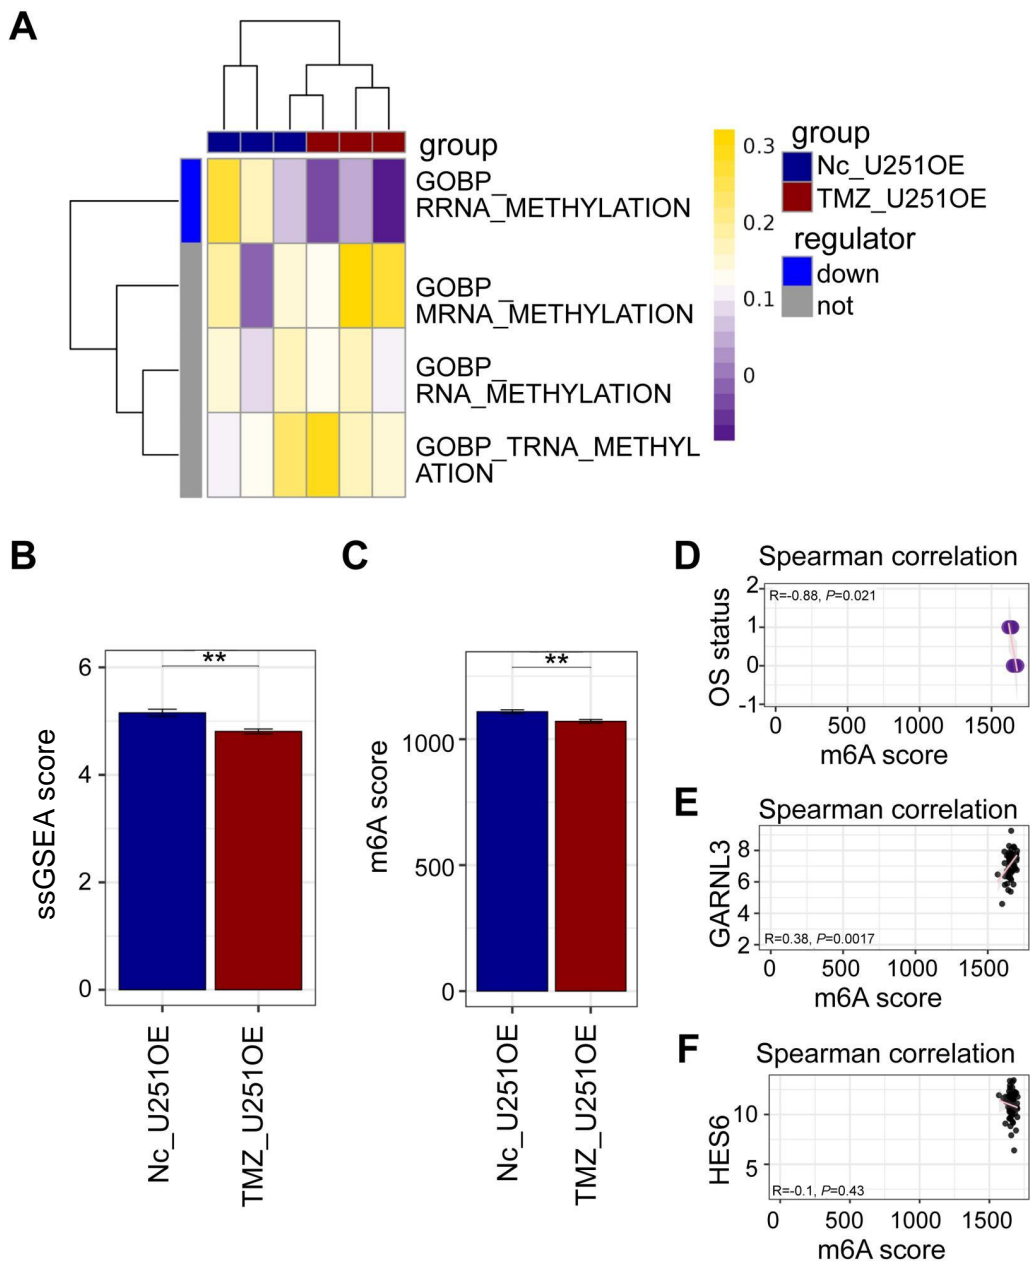 A
group
GOBP_
RRNA_METHYLATION
GOBP_
MRNA_METHYLATION
GOBP_
RNA_METHYLATION
GOBP_TRNA_METHYL
ATION
0.3
0.2
0.1
0
group
Nc_U251OE
TMZ_U251OE
regulator
down
not
B
ssGSEA score
6
4
2
0
**
Nc_U251OE
TMZ_U251OE
C
m6A score
1000
500
0
**
Nc_U251OE
TMZ_U251OE
D
Spearman correlation
R=-0.88, P=0.021
OS status
2
1
0
-1
0 500 1000 1500
m6A score
E
Spearman correlation
GARNL3
8
6
4
2
R=0.38, P=0.0017
0 500 1000 1500
m6A score
F
Spearman correlation
HES6
10
5
R=-0.1, P=0.43
0 500 1000 1500
m6A score